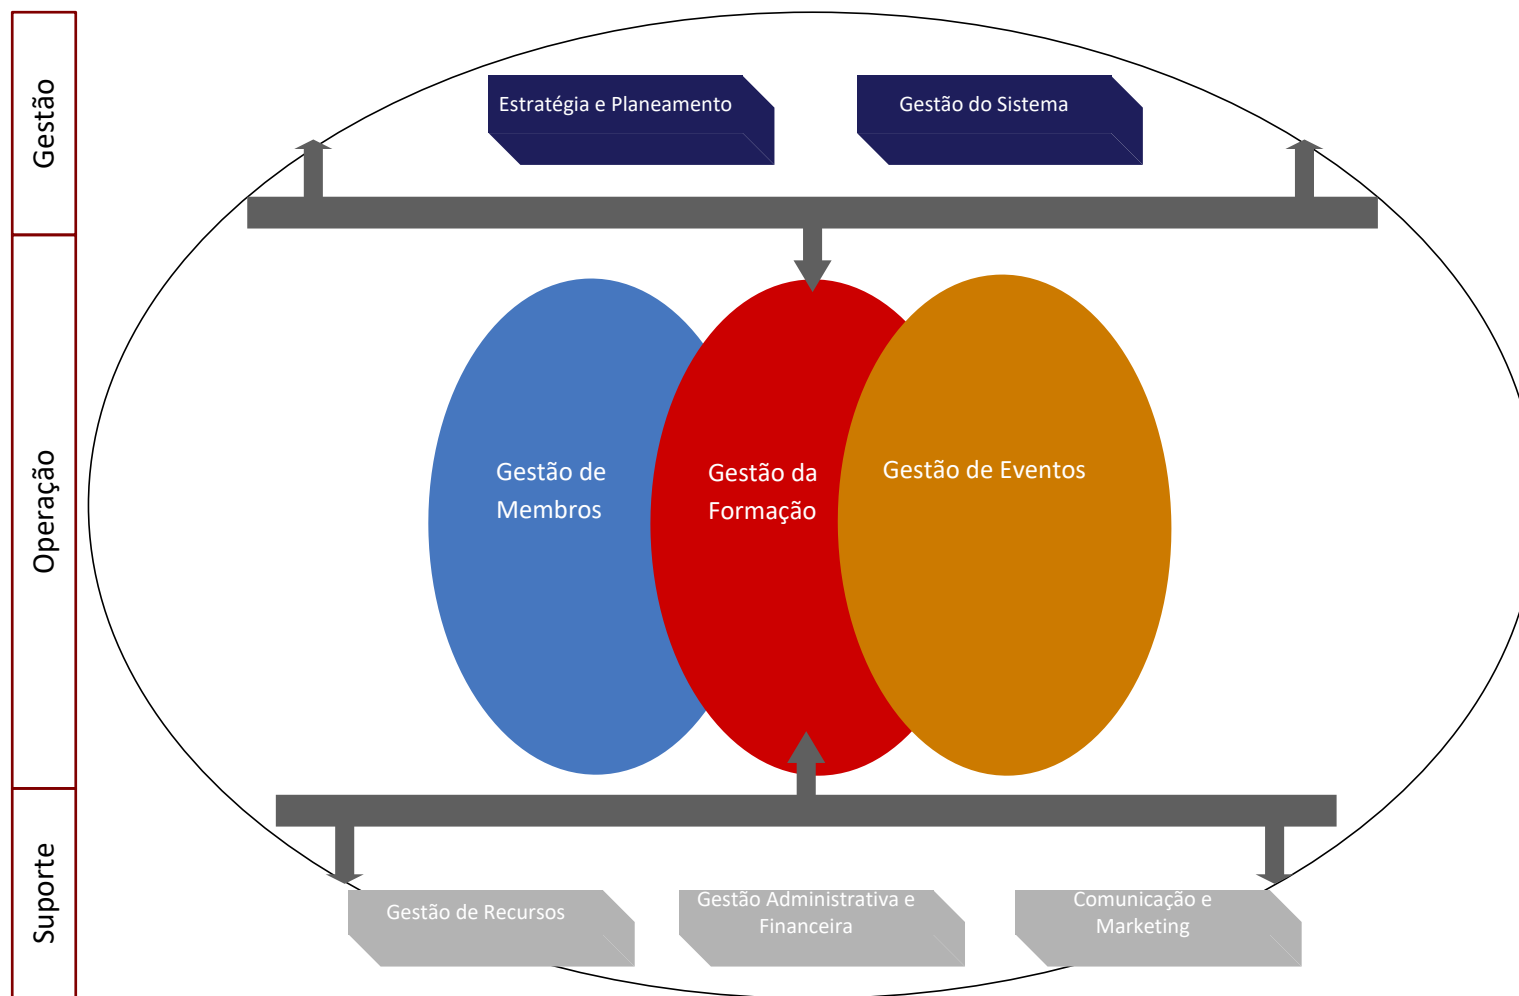 Gestão
Estratégia e Planeamento
Gestão do Sistema
Operação
Gestão de
Membros
Gestão da
Formação
Gestão de Eventos
Suporte
Gestão de Recursos
Gestão Administrativa e
Financeira
Comunicação e
Marketing